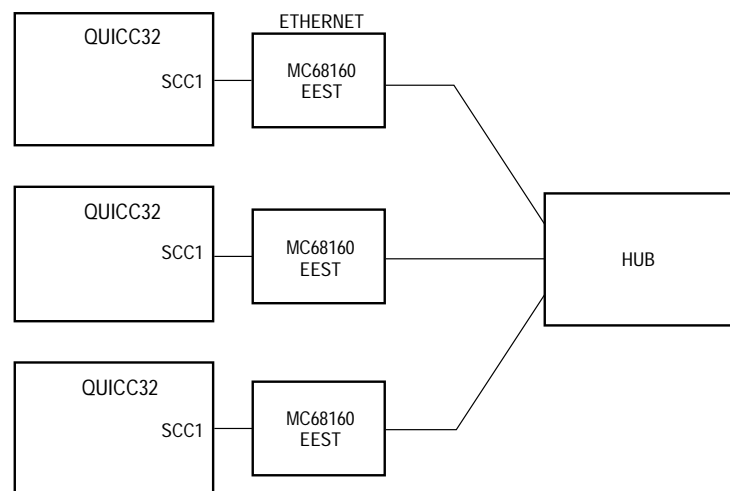 ETHERNET
QUICC32
SCC1
MC68160
EEST
QUICC32
SCC1
MC68160
EEST
HUB
QUICC32
SCC1
MC68160
EEST